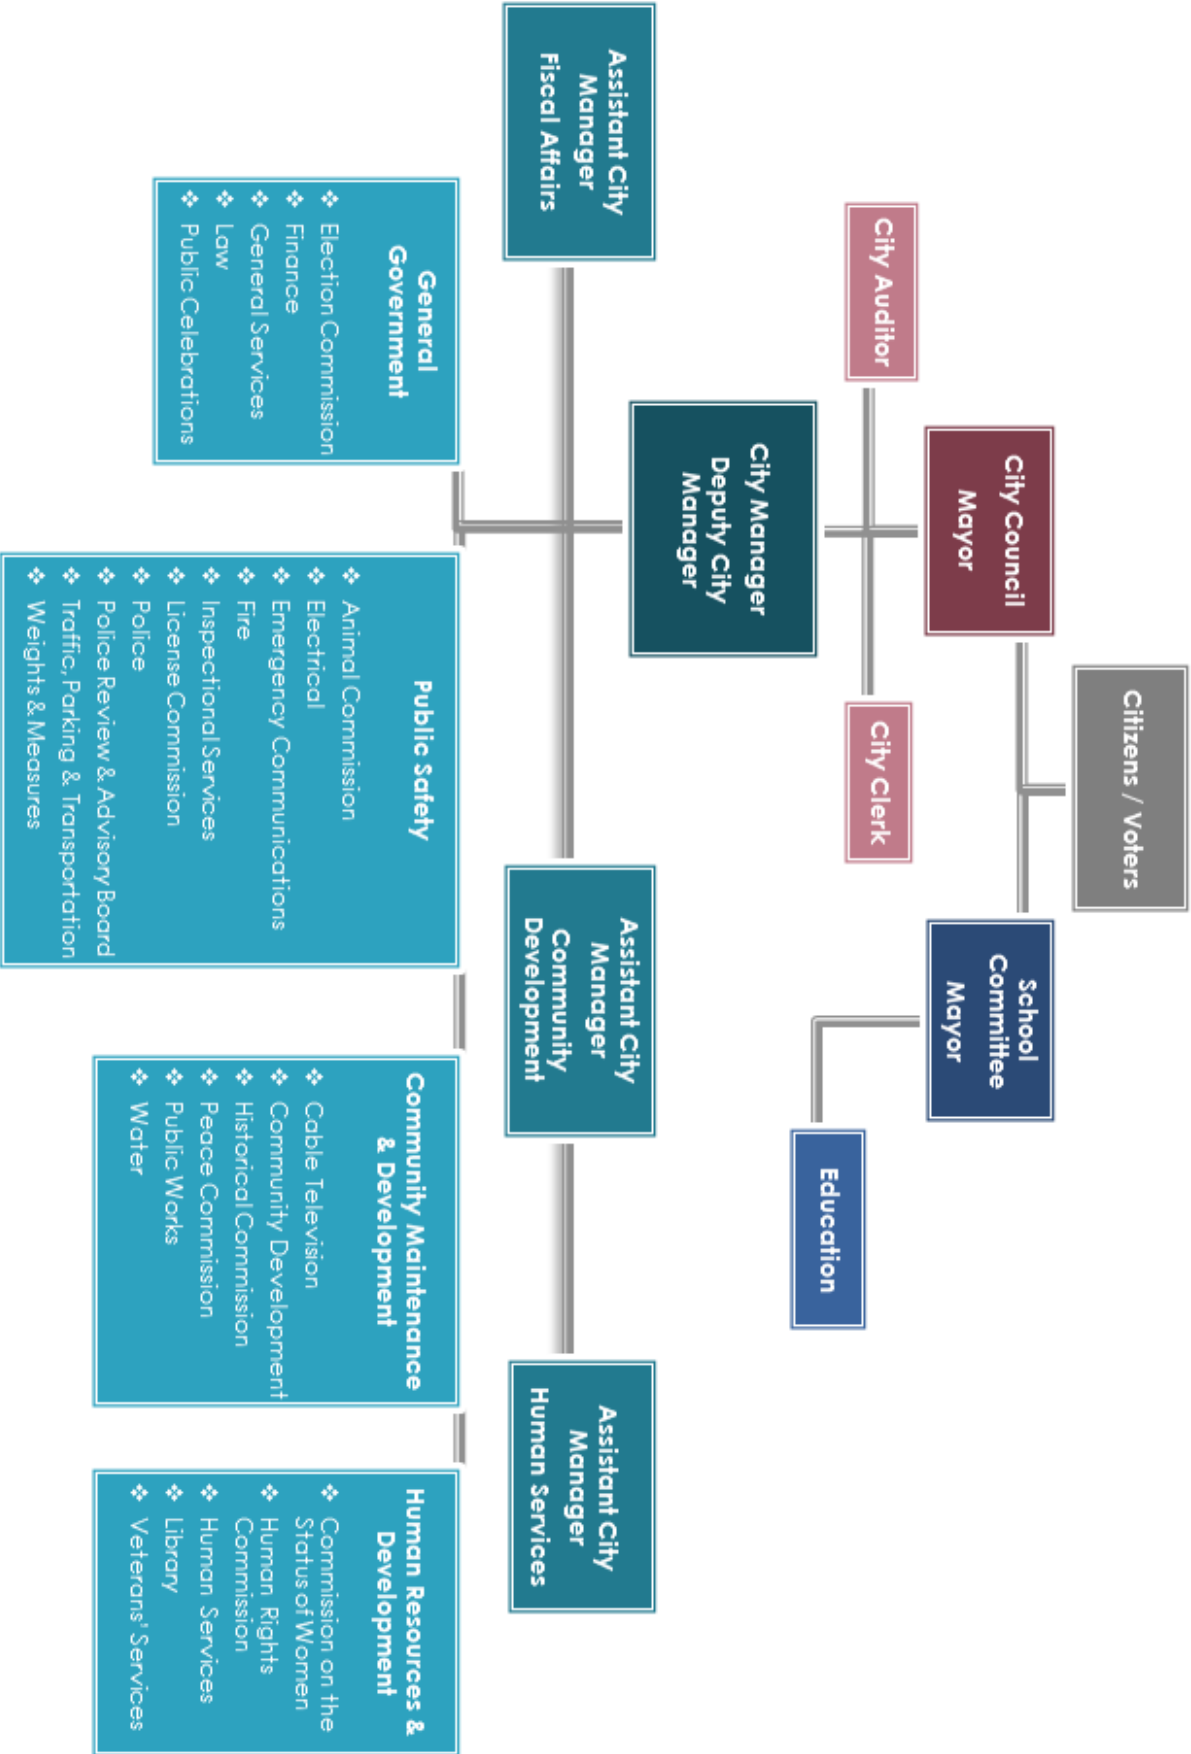 Citizens / Voters
City Council
Mayor
School
Committee
Mayor
City Auditor
City Clerk
Education
City Manager
Deputy City
Manager
Assistant City
Manager
Fiscal Affairs
Assistant City
Manager
Community
Development
Assistant City
Manager
Human Services
General
Government
❖ Election Commission
❖ Finance
❖ General Services
❖ Law
❖ Public Celebrations
Public Safety
❖ Animal Commission
❖ Electrical
❖ Emergency Communications
❖ Fire
❖ Inspectional Services
❖ License Commission
❖ Police
❖ Police Review & Advisory Board
❖ Traffic, Parking & Transportation
❖ Weights & Measures
Community Maintenance
& Development
❖ Cable Television
❖ Community Development
❖ Historical Commission
❖ Peace Commission
❖ Public Works
❖ Water
Human Resources &
Development
❖ Commission on the
Status of Women
❖ Human Rights
Commission
❖ Human Services
❖ Library
❖ Veterans' Services